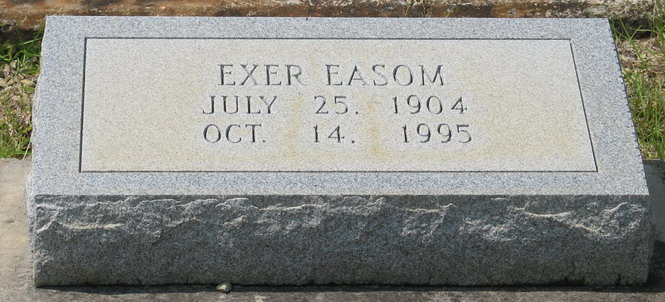 EXER EASOM
JULY 25. 1904
OCT. 14. 1995